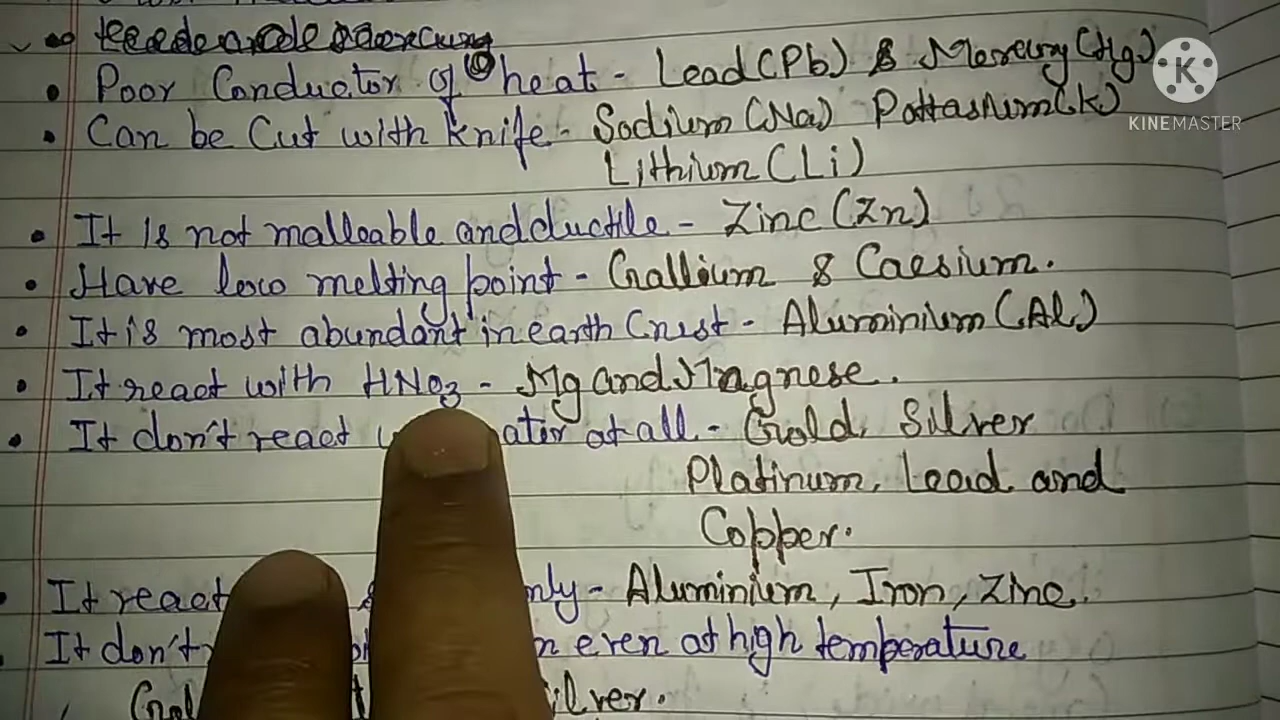 • Poor Conductor of heat - Lead(Pb) & Mercury(Hg)
K
KINEMASTER
• Can be Cut with knife - Sodium(Na) Pottasium(K)
Lithium(Li)
• It is not malleable and ductile - Zinc(Zn)
• Have low melting point - Gallium & Caesium.
• It is most abundant in earth Crust - Aluminium(Al)
• It react with HNO3 - Mg and Magnese.
• It don't react water at all - Gold, Silver
Platinum, Lead and
Copper.
• It react only - Aluminium, Iron, Zinc.
• It don't even at high temperature
Silver.